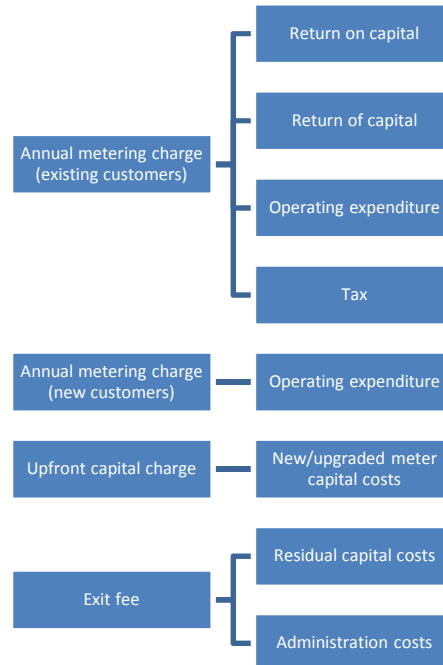 Annual metering charge
(existing customers)
Return on capital
Return of capital
Operating expenditure
Tax
Annual metering charge
(new customers)
Operating expenditure
Upfront capital charge
New/upgraded meter
capital costs
Exit fee
Residual capital costs
Administration costs